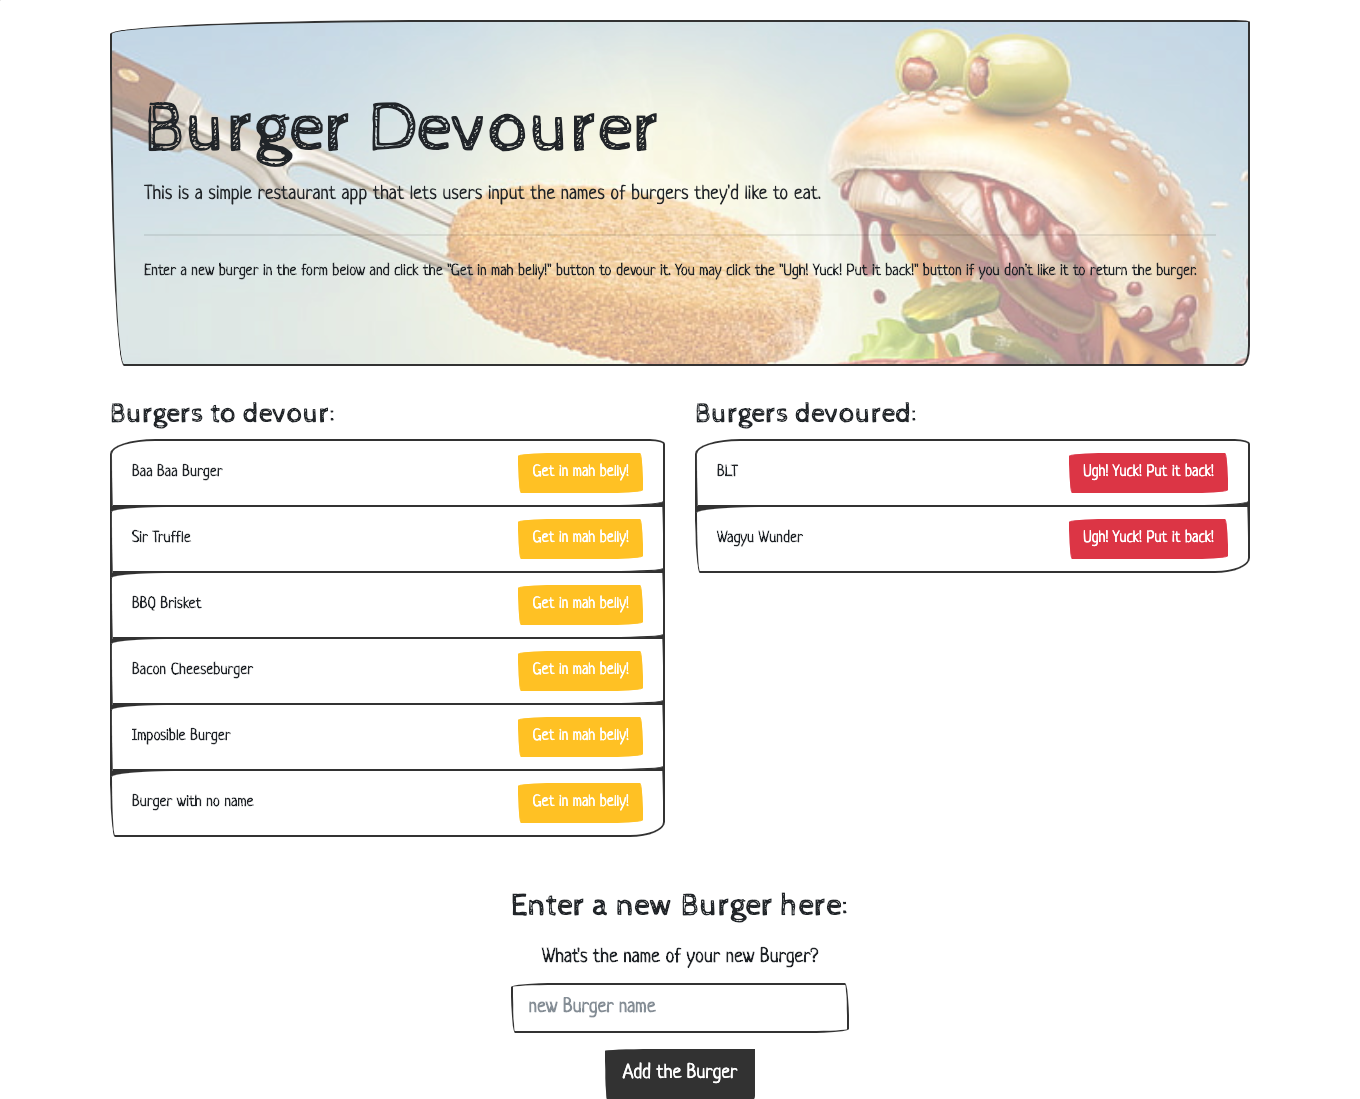 Burger Devourer
This is a simple restaurant app that lets users input the names of burgers they'd like to eat.
Enter a new burger in the form below and click the "Get in mah belly!" button to devour it. You may click the "Ugh! Yuck! Put it back!" button if you don't like it to return the burger.
Burgers to devour:
Baa Baa Burger
Get in mah belly!
Sir Truffle
Get in mah belly!
BBQ Brisket
Get in mah belly!
Bacon Cheeseburger
Get in mah belly!
Imposible Burger
Get in mah belly!
Burger with no name
Get in mah belly!
Burgers devoured:
BLT
Ugh! Yuck! Put it back!
Wagyu Wunder
Ugh! Yuck! Put it back!
Enter a new Burger here:
What's the name of your new Burger?
new Burger name
Add the Burger